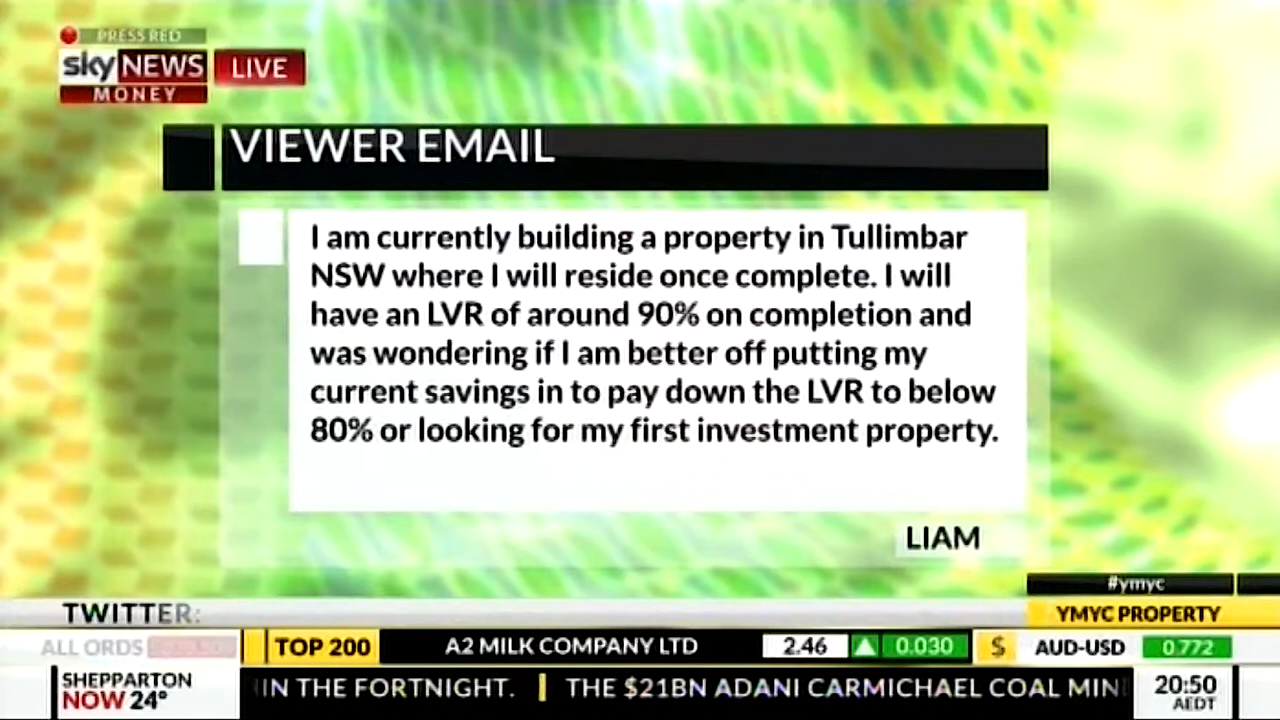 PRESS RED
sky NEWS LIVE
MONEY
VIEWER EMAIL
I am currently building a property in Tullimbar
NSW where I will reside once complete. I will
have an LVR of around 90% on completion and
was wondering if I am better off putting my
current savings in to pay down the LVR to below
80% or looking for my first investment property.
LIAM
#ymyc
TWITTER:
YMYC PROPERTY
ALL ORDS
TOP 200
A2 MILK COMPANY LTD 2.46 0.030
$ AUD-USD 0.772
SHEPPARTON
NOW 24°
IN THE FORTNIGHT. THE $21BN ADANI CARMICHAEL COAL MIN
20:50
AEDT